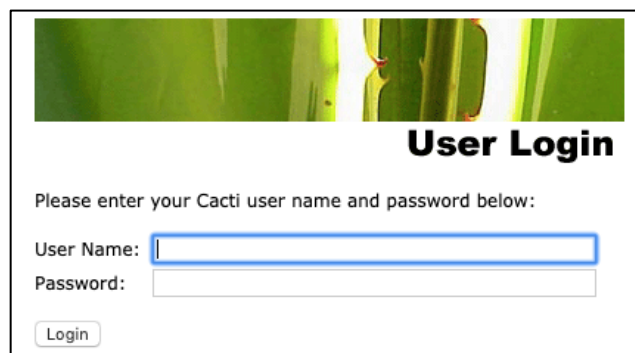 User Login
Please enter your Cacti user name and password below:
User Name:
Password:
Login